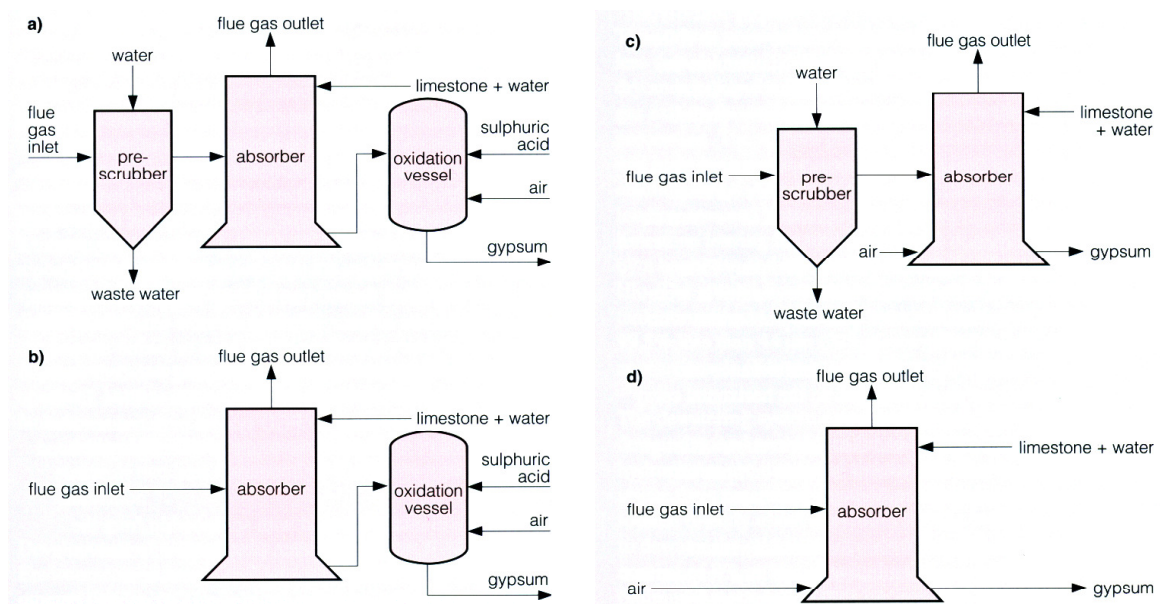 a)
flue gas outlet
water
limestone + water
flue
gas
inlet
sulphuric
acid
pre-
scrubber
absorber
oxidation
vessel
air
gypsum
waste water
b)
flue gas outlet
limestone + water
sulphuric
acid
flue gas inlet
absorber
oxidation
vessel
air
gypsum
c)
flue gas outlet
water
limestone
+ water
flue gas inlet
pre-
scrubber
absorber
air
gypsum
waste water
d)
flue gas outlet
limestone + water
flue gas inlet
absorber
air
gypsum